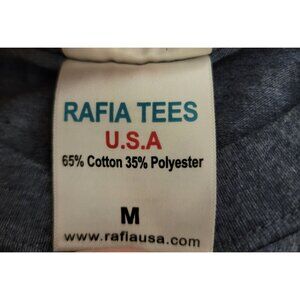 RAFIA TEES
U.S.A
65% Cotton 35% Polyester
M
www.rafiausa.com